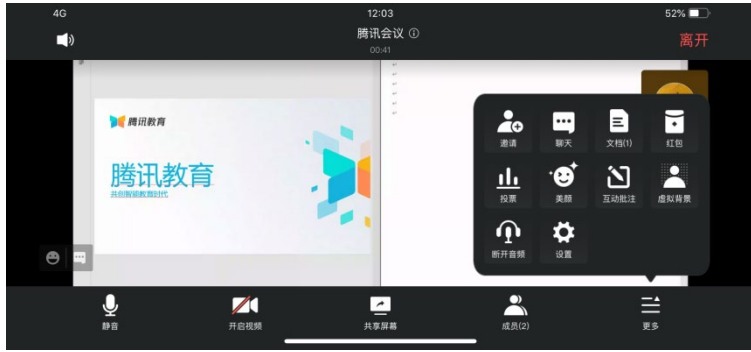 4G
12:03
52%
腾讯会议
00:41
离开
腾讯教育
腾讯教育
共创智能教育时代
邀请
聊天
文档(1)
红包
投票
美颜
互动批注
虚拟背景
断开音频
设置
静音
开启视频
共享屏幕
成员(2)
更多